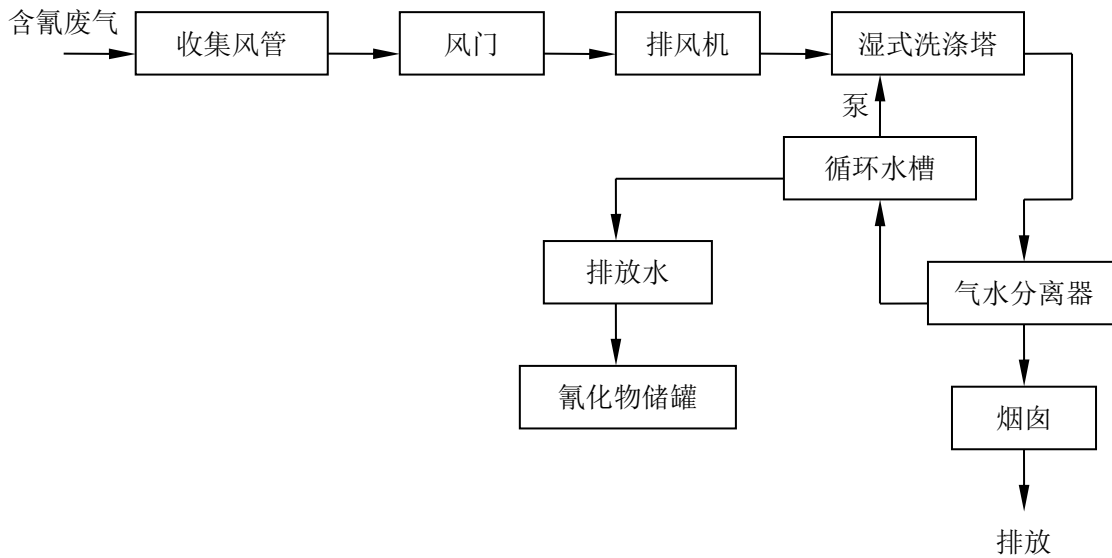 含氰废气
收集风管
风门
排风机
湿式洗涤塔
泵
循环水槽
排放水
气水分离器
氰化物储罐
烟囱
排放